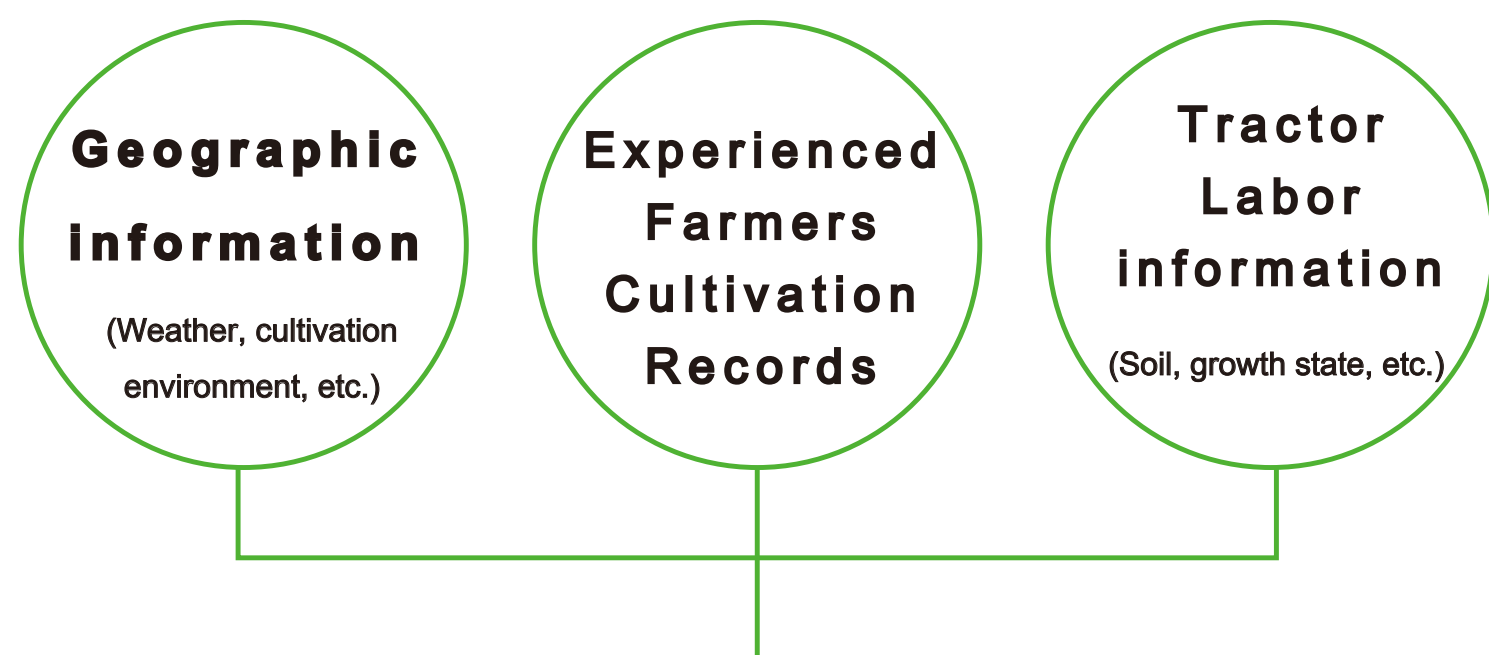 Geographic
information
(Weather, cultivation
environment, etc.)
Experienced
Farmers
Cultivation
Records
Tractor
Labor
information
(Soil, growth state, etc.)